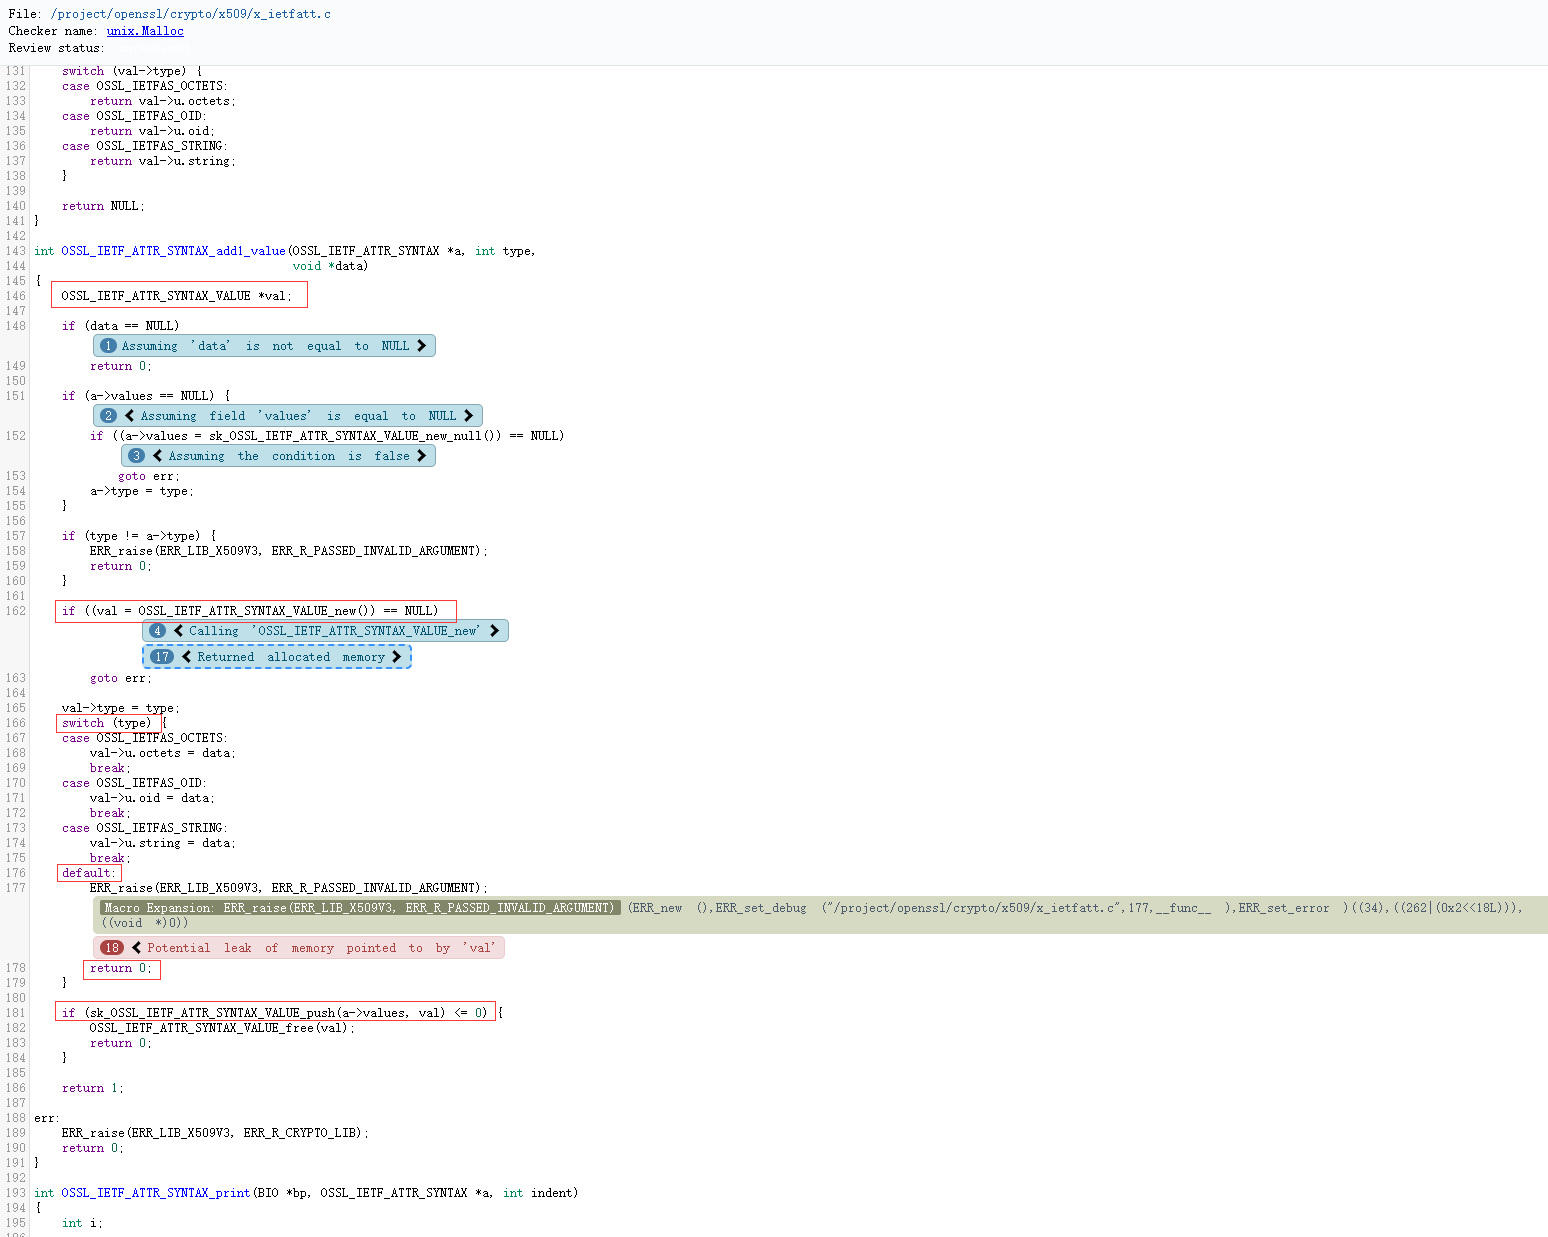 File: /project/openssl/crypto/x509/x_ietfatt.c
Checker name: unix.Malloc
Review status:
131 switch (val->type) {
132 case OSSL_IETFAS_OCTETS:
133 return val->u.octets;
134 case OSSL_IETFAS_OID:
135 return val->u.oid;
136 case OSSL_IETFAS_STRING:
137 return val->u.string;
138 }
139
140 return NULL;
141 }
142
143 int OSSL_IETF_ATTR_SYNTAX_add1_value(OSSL_IETF_ATTR_SYNTAX *a, int type,
144 void *data)
145 {
146 OSSL_IETF_ATTR_SYNTAX_VALUE *val;
147
148 if (data == NULL)
1 Assuming 'data' is not equal to NULL
149 return 0;
150
151 if (a->values == NULL) {
2 Assuming field 'values' is equal to NULL
152 if ((a->values = sk_OSSL_IETF_ATTR_SYNTAX_VALUE_new_null()) == NULL)
3 Assuming the condition is false
153 goto err;
154 a->type = type;
155 }
156
157 if (type != a->type) {
158 ERR_raise(ERR_LIB_X509V3, ERR_R_PASSED_INVALID_ARGUMENT);
159 return 0;
160 }
161
162 if ((val = OSSL_IETF_ATTR_SYNTAX_VALUE_new()) == NULL)
4 Calling 'OSSL_IETF_ATTR_SYNTAX_VALUE_new'
17 Returned allocated memory
163 goto err;
164
165 val->type = type;
166 switch (type) {
167 case OSSL_IETFAS_OCTETS:
168 val->u.octets = data;
169 break;
170 case OSSL_IETFAS_OID:
171 val->u.oid = data;
172 break;
173 case OSSL_IETFAS_STRING:
174 val->u.string = data;
175 break;
176 default:
177 ERR_raise(ERR_LIB_X509V3, ERR_R_PASSED_INVALID_ARGUMENT);
Macro Expansion: ERR_raise(ERR_LIB_X509V3, ERR_R_PASSED_INVALID_ARGUMENT) (ERR_new (),ERR_set_debug ("/project/openssl/crypto/x509/x_ietfatt.c",177,__func__ ),ERR_set_error )((34),((262|(0x2<<18L))),
((void *)0))
18 Potential leak of memory pointed to by 'val'
178 return 0;
179 }
180
181 if (sk_OSSL_IETF_ATTR_SYNTAX_VALUE_push(a->values, val) <= 0) {
182 OSSL_IETF_ATTR_SYNTAX_VALUE_free(val);
183 return 0;
184 }
185
186 return 1;
187
188 err:
189 ERR_raise(ERR_LIB_X509V3, ERR_R_CRYPTO_LIB);
190 return 0;
191 }
192
193 int OSSL_IETF_ATTR_SYNTAX_print(BIO *bp, OSSL_IETF_ATTR_SYNTAX *a, int indent)
194 {
195 int i;